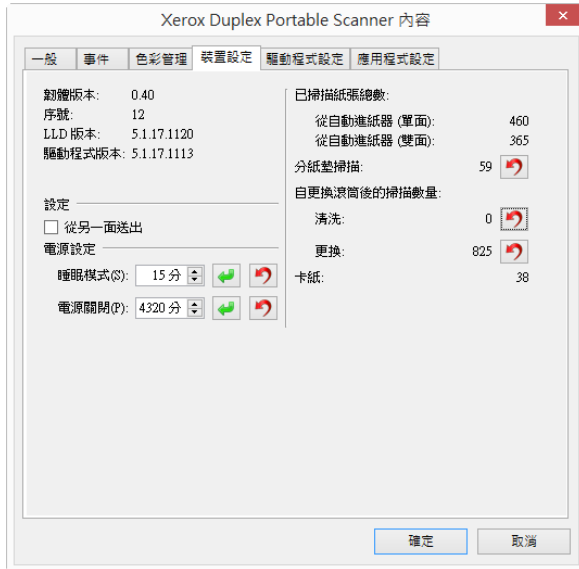 Xerox Duplex Portable Scanner 內容
一般 事件 色彩管理 裝置設定 驅動程式設定 應用程式設定
韌體版本: 0.40
序號: 12
LLD 版本: 5.1.17.1120
驅動程式版本: 5.1.17.1113
設定
從另一面送出
電源設定
睡眠模式(S): 15 分
電源關閉(P): 4320 分
已掃描紙張總數:
從自動進紙器 (單面): 460
從自動進紙器 (雙面): 365
分紙墊掃描: 59
自更換滾筒後的掃描數量:
清洗: 0
更換: 825
卡紙: 38
確定 取消